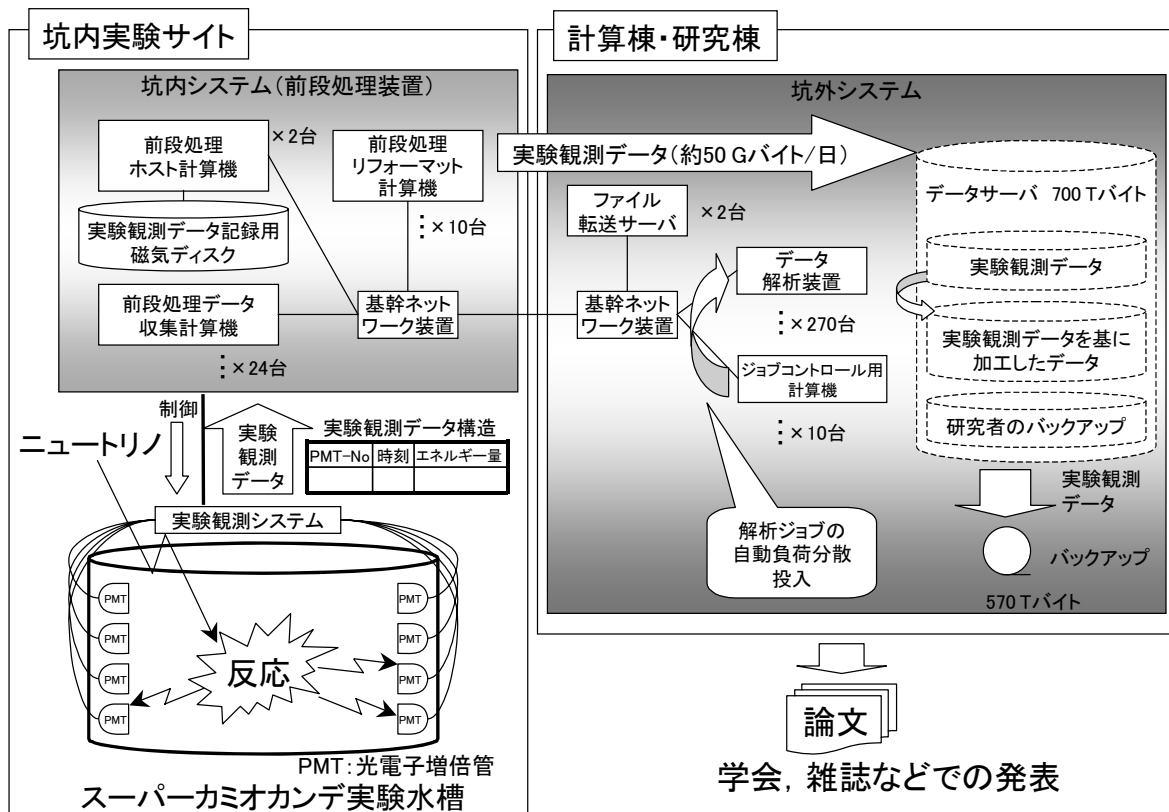 坑内実験サイト
坑内システム(前段処理装置)
前段処理
ホスト計算機
×2台
実験観測データ記録用
磁気ディスク
前段処理
リフォーマット
計算機
⋮×10台
前段処理データ
収集計算機
⋮×24台
基幹ネット
ワーク装置
制御
実験
観測
データ
実験観測データ構造
PMT-No 時刻 エネルギー量
ニュートリノ
実験観測システム
PMT
PMT
PMT
PMT
PMT
PMT
PMT
PMT
反応
PMT:光電子増倍管
スーパーカミオカンデ実験水槽
計算棟・研究棟
坑外システム
実験観測データ(約50 Gバイト/日)
ファイル
転送サーバ
×2台
基幹ネット
ワーク装置
データ
解析装置
⋮×270台
ジョブコントロール用
計算機
⋮×10台
解析ジョブの
自動負荷分散
投入
データサーバ 700 Tバイト
実験観測データ
実験観測データを基に
加工したデータ
研究者のバックアップ
実験観測
データ
バックアップ
570 Tバイト
論文
学会,雑誌などでの発表